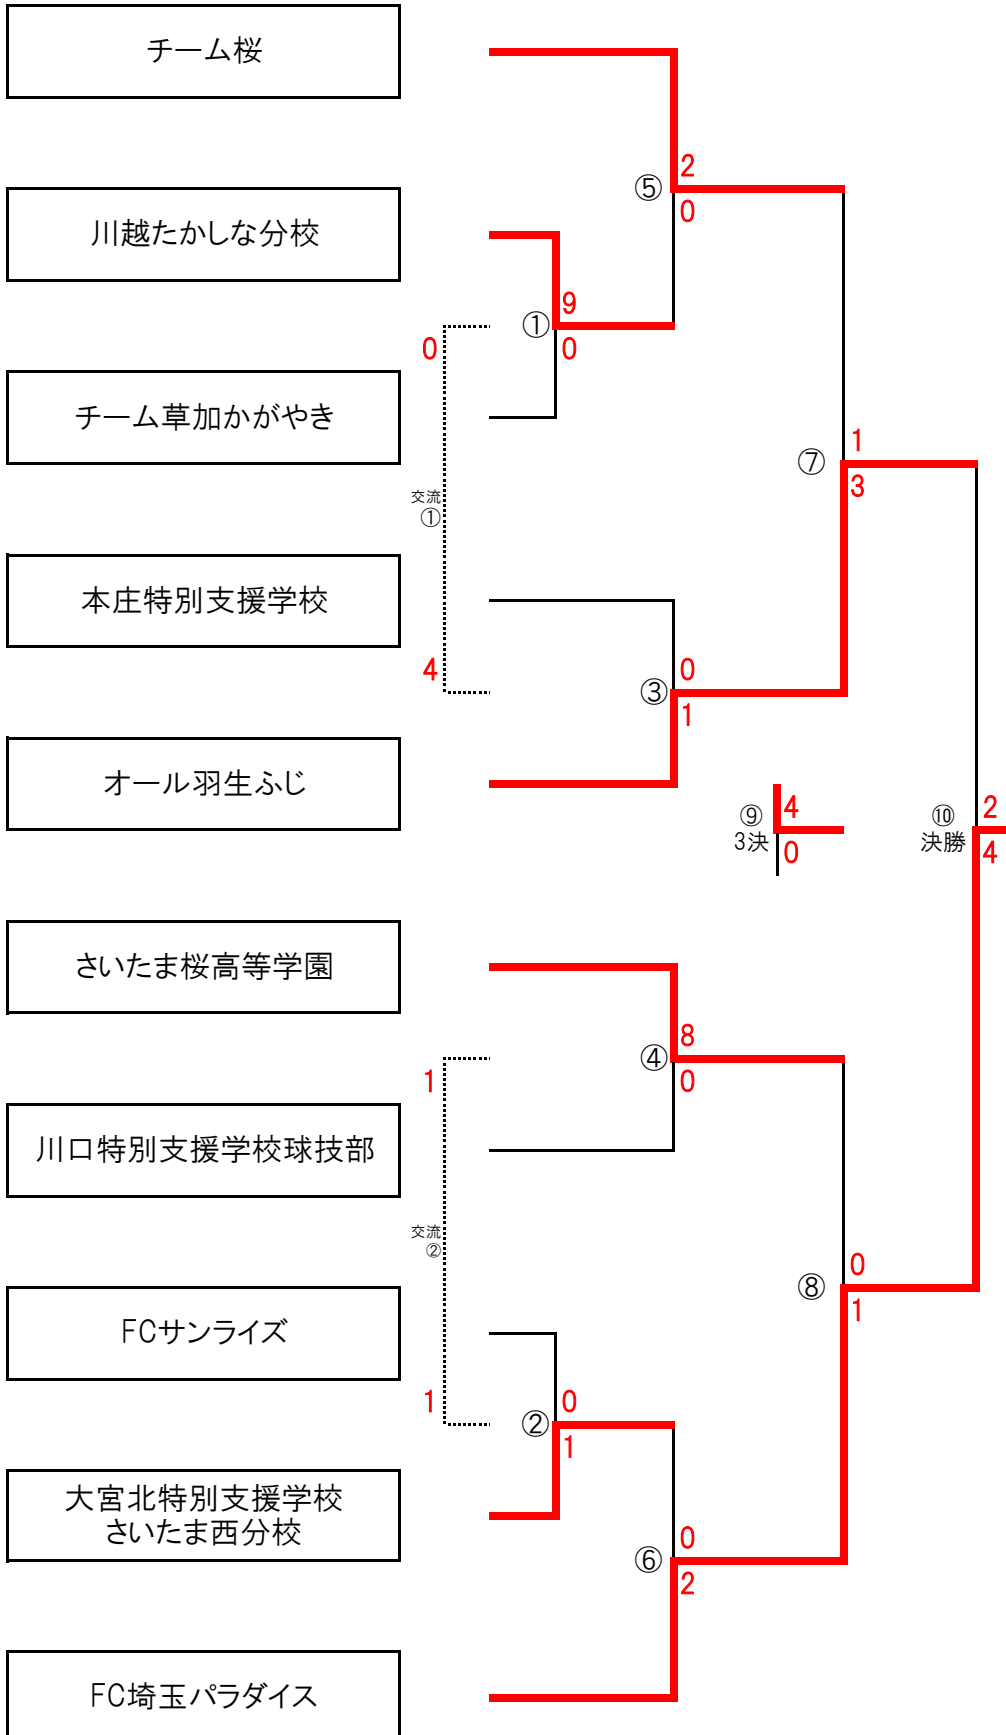 チーム桜
2
⑤
0
川越たかしな分校
9
①
0
0
チーム草加かがやき
1
⑦
3
交流
①
本庄特別支援学校
4
0
③
1
オール羽生ふじ
4
⑨
3決
0
2
⑩
決勝
4
さいたま桜高等学園
8
④
0
1
川口特別支援学校球技部
交流
②
0
⑧
1
FCサンライズ
1
0
②
1
大宮北特別支援学校
さいたま西分校
0
⑥
2
FC埼玉パラダイス